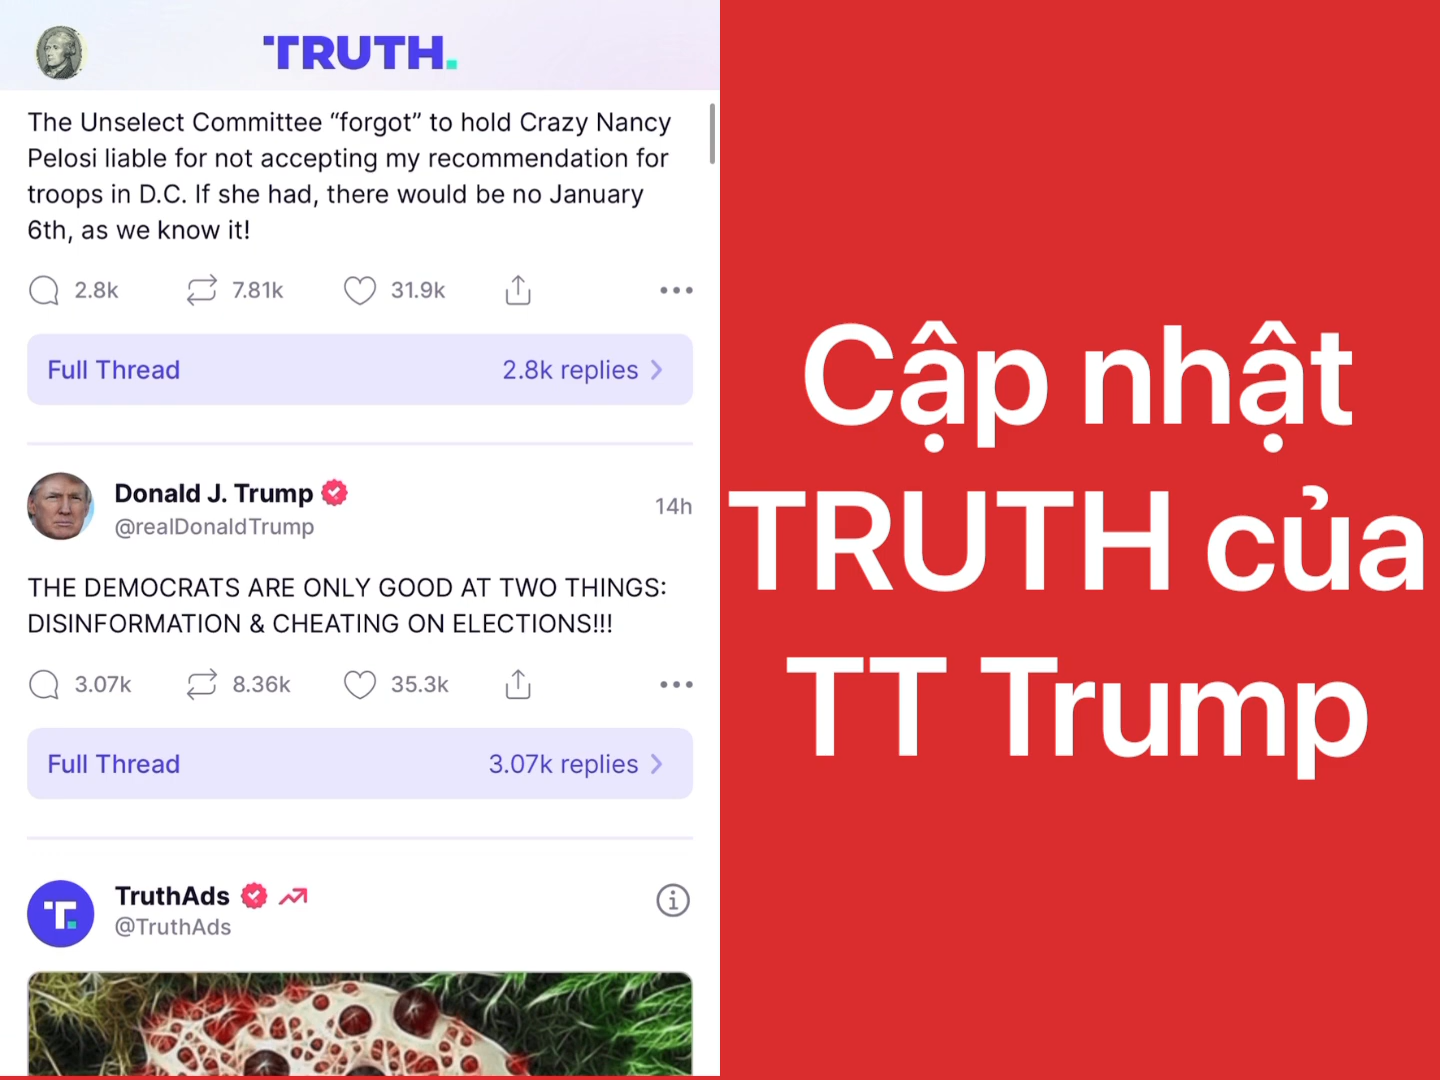 TRUTH.
The Unselect Committee “forgot” to hold Crazy Nancy
Pelosi liable for not accepting my recommendation for
troops in D.C. If she had, there would be no January
6th, as we know it!
2.8k 7.81k 31.9k
Full Thread 2.8k replies
Donald J. Trump
14h
@realDonaldTrump
THE DEMOCRATS ARE ONLY GOOD AT TWO THINGS:
DISINFORMATION & CHEATING ON ELECTIONS!!!
3.07k 8.36k 35.3k
Full Thread 3.07k replies
TruthAds
@TruthAds
Cập nhật
TRUTH của
TT Trump